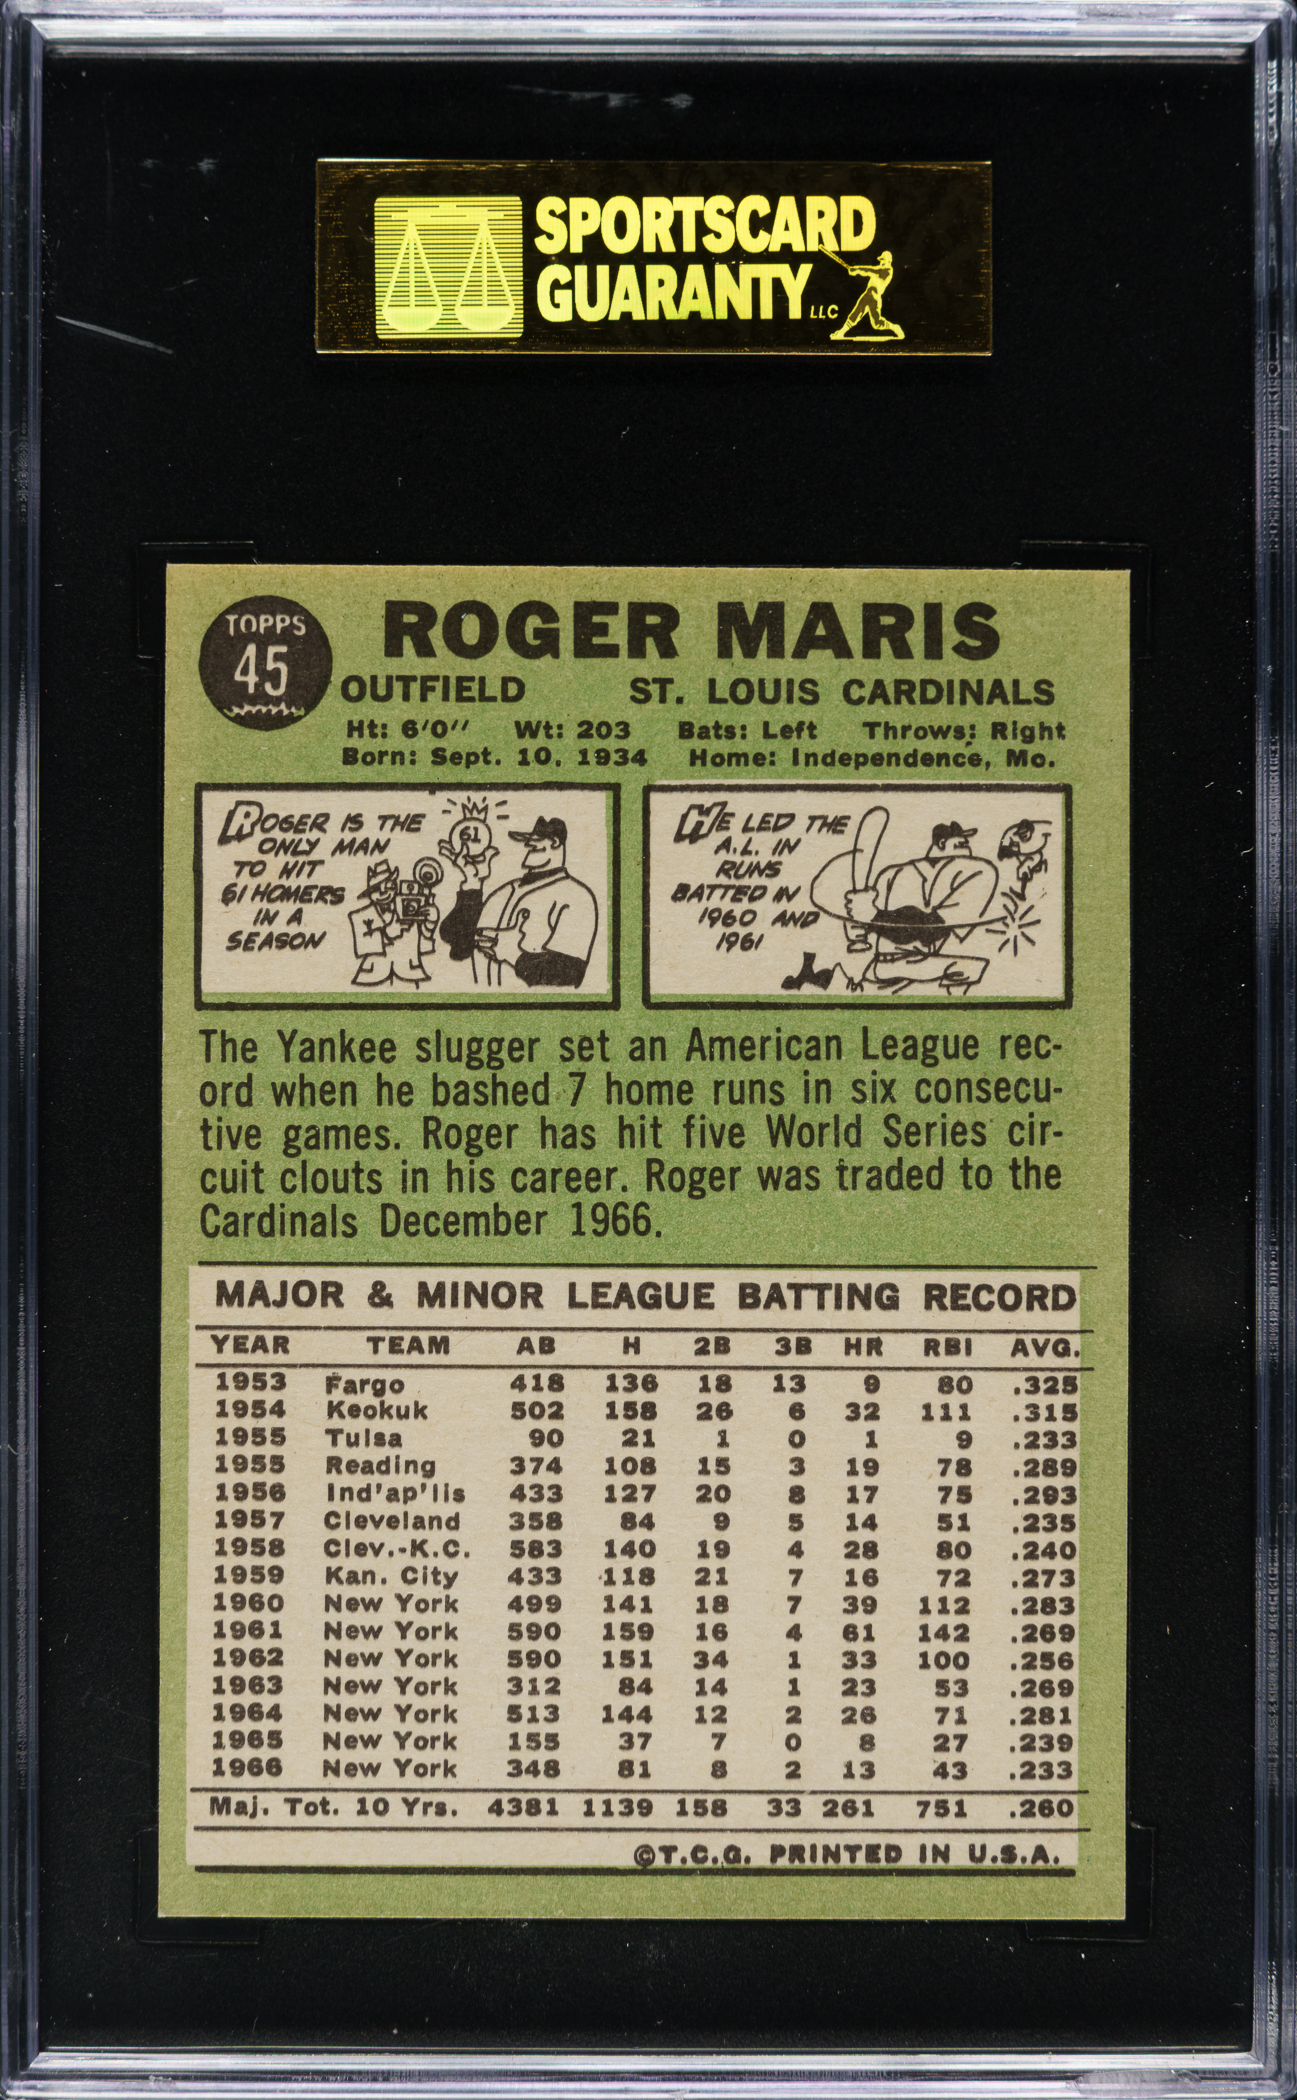 SPORTSCARD
GUARANTY LLC
TOPPS
45
ROGER MARIS
OUTFIELD ST. LOUIS CARDINALS
Ht: 6'0" Wt: 203 Bats: Left Throws: Right
Born: Sept. 10, 1934 Home: Independence, Mo.
ROGER IS THE
ONLY MAN
TO HIT
61 HOMERS
IN A
SEASON
61
HE LED THE
A.L. IN
RUNS
BATTED IN
1960 AND
1961
The Yankee slugger set an American League rec-
ord when he bashed 7 home runs in six consecu-
tive games. Roger has hit five World Series cir-
cuit clouts in his career. Roger was traded to the
Cardinals December 1966.
MAJOR & MINOR LEAGUE BATTING RECORD
YEAR TEAM AB H 2B 3B HR RBI AVG.
1953 Fargo 418 136 18 13 9 80 .325
1954 Keokuk 502 158 26 6 32 111 .315
1955 Tulsa 90 21 1 0 1 9 .233
1955 Reading 374 108 15 3 19 78 .289
1956 Ind'ap'lis 433 127 20 8 17 75 .293
1957 Cleveland 358 84 9 5 14 51 .235
1958 Clev.-K.C. 583 140 19 4 28 80 .240
1959 Kan. City 433 118 21 7 16 72 .273
1960 New York 499 141 18 7 39 112 .283
1961 New York 590 159 16 4 61 142 .269
1962 New York 590 151 34 1 33 100 .256
1963 New York 312 84 14 1 23 53 .269
1964 New York 513 144 12 2 26 71 .281
1965 New York 155 37 7 0 8 27 .239
1966 New York 348 81 8 2 13 43 .233
Maj. Tot. 10 Yrs. 4381 1139 158 33 261 751 .260
©T.C.G. PRINTED IN U.S.A.